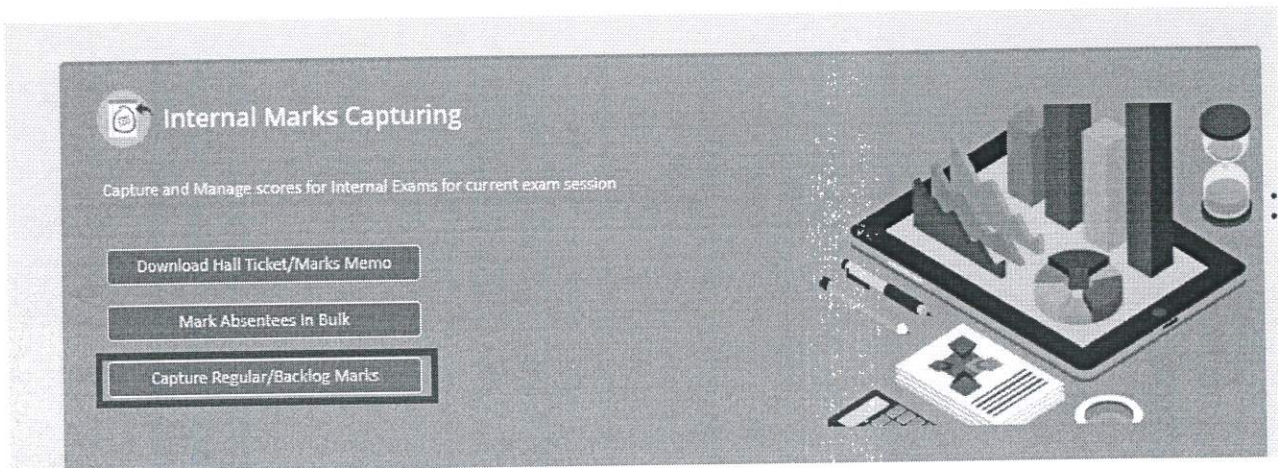 Internal Marks Capturing
Capture and Manage scores for Internal Exams for current exam session
Download Hall Ticket/Marks Memo
Mark Absentees In Bulk
Capture Regular/Backlog Marks